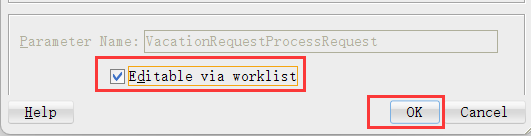 Parameter Name: VacationRequestProcessRequest
Editable via worklist
Help OK Cancel